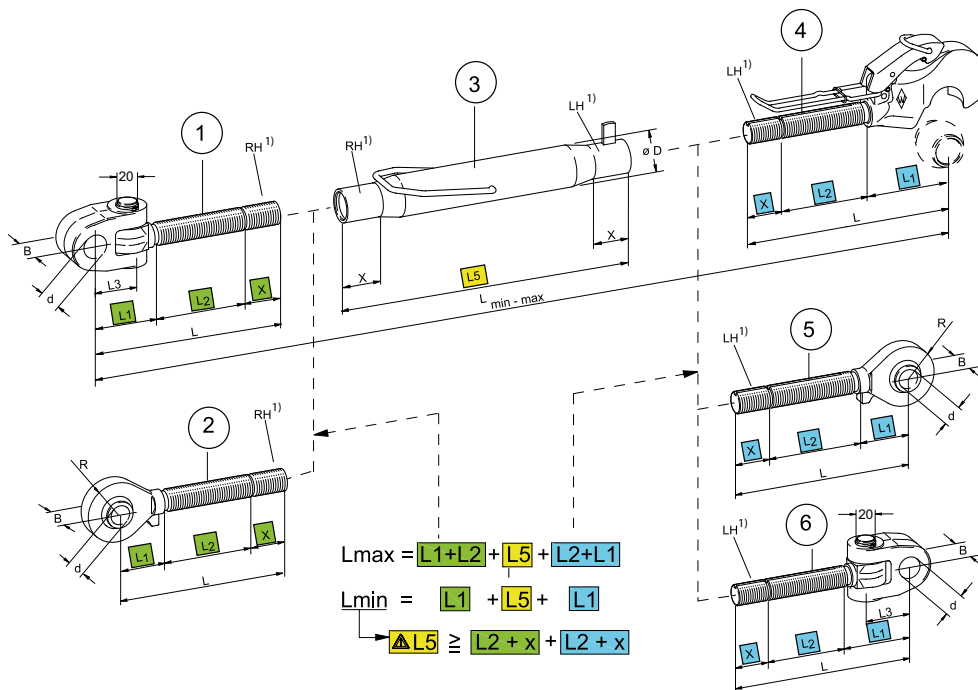 1
RH 1)
20
B
d
L3
L1
L2
X
L
3
RH 1)
LH 1)
ø D
X
X
L5
L min - max
4
LH 1)
X
L2
L1
L
2
RH 1)
R
B
d
L1
L2
X
L
5
LH 1)
R
B
d
X
L2
L1
L
6
LH 1)
20
B
d
L3
X
L2
L1
L
Lmax = L1+L2 + L5 + L2+L1
Lmin = L1 + L5 + L1
⚠ L5 ≧ L2 + x + L2 + x